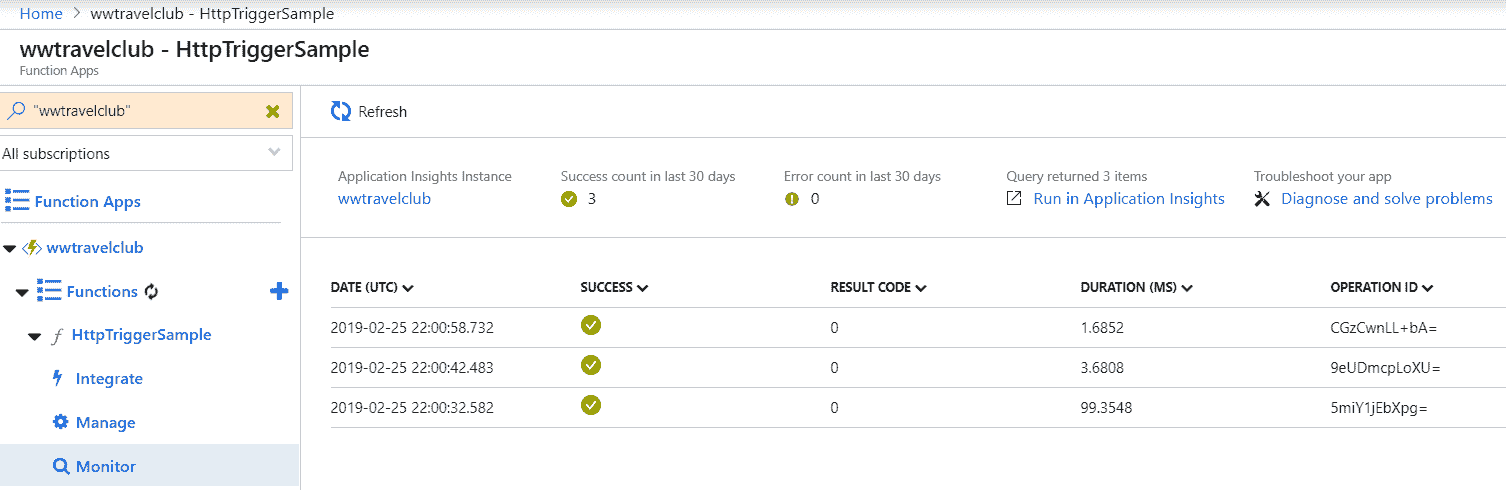 Home > wwtravelclub - HttpTriggerSample
wwtravelclub - HttpTriggerSample
Function Apps
"wwtravelclub"
All subscriptions
Function Apps
wwtravelclub
Functions
HttpTriggerSample
Integrate
Manage
Monitor
Refresh
Application Insights Instance
wwtravelclub
Success count in last 30 days
3
Error count in last 30 days
0
Query returned 3 items
Run in Application Insights
Troubleshoot your app
Diagnose and solve problems
DATE (UTC) SUCCESS RESULT CODE DURATION (MS) OPERATION ID
2019-02-25 22:00:58.732 0 1.6852 CGzCwnLL+bA=
2019-02-25 22:00:42.483 0 3.6808 9eUDmcpLoXU=
2019-02-25 22:00:32.582 0 99.3548 5miY1jEbXpg=